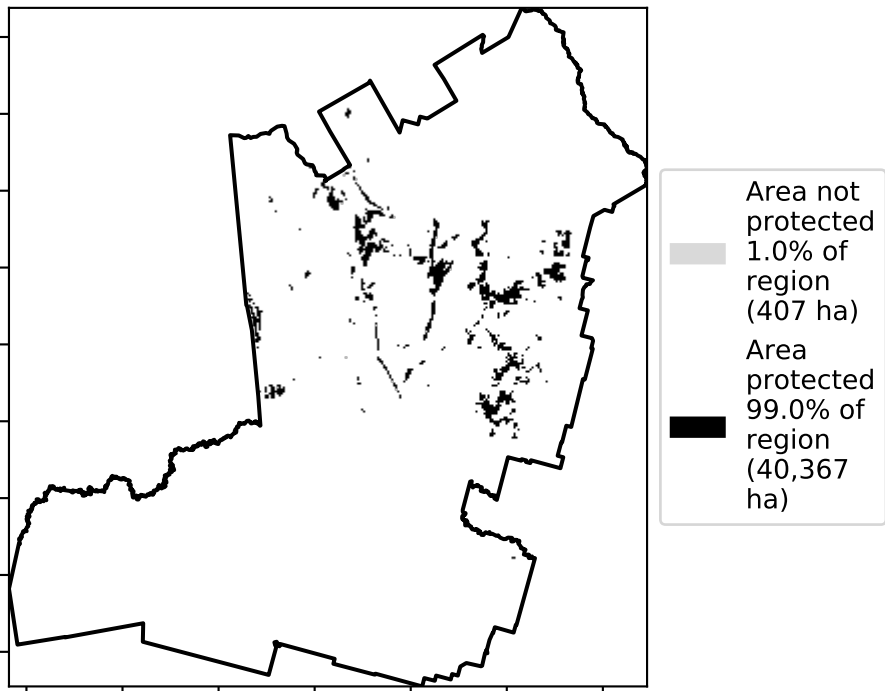 Area not
protected
1.0% of
region
(407 ha)
Area
protected
99.0% of
region
(40,367
ha)